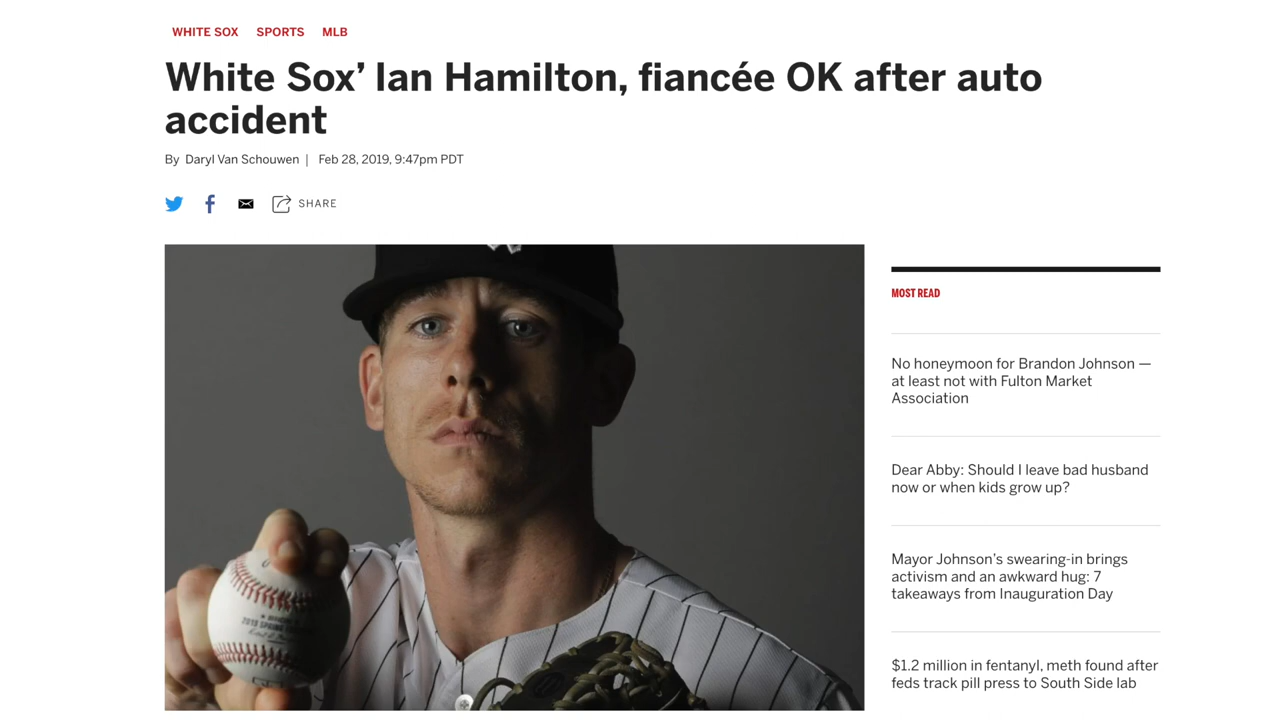 WHITE SOX SPORTS MLB
White Sox’ Ian Hamilton, fiancée OK after auto
accident
By Daryl Van Schouwen | Feb 28, 2019, 9:47pm PDT
SHARE
MOST READ
No honeymoon for Brandon Johnson —
at least not with Fulton Market
Association
Dear Abby: Should I leave bad husband
now or when kids grow up?
Mayor Johnson’s swearing-in brings
activism and an awkward hug: 7
takeaways from Inauguration Day
$1.2 million in fentanyl, meth found after
feds track pill press to South Side lab
2019 SPRING